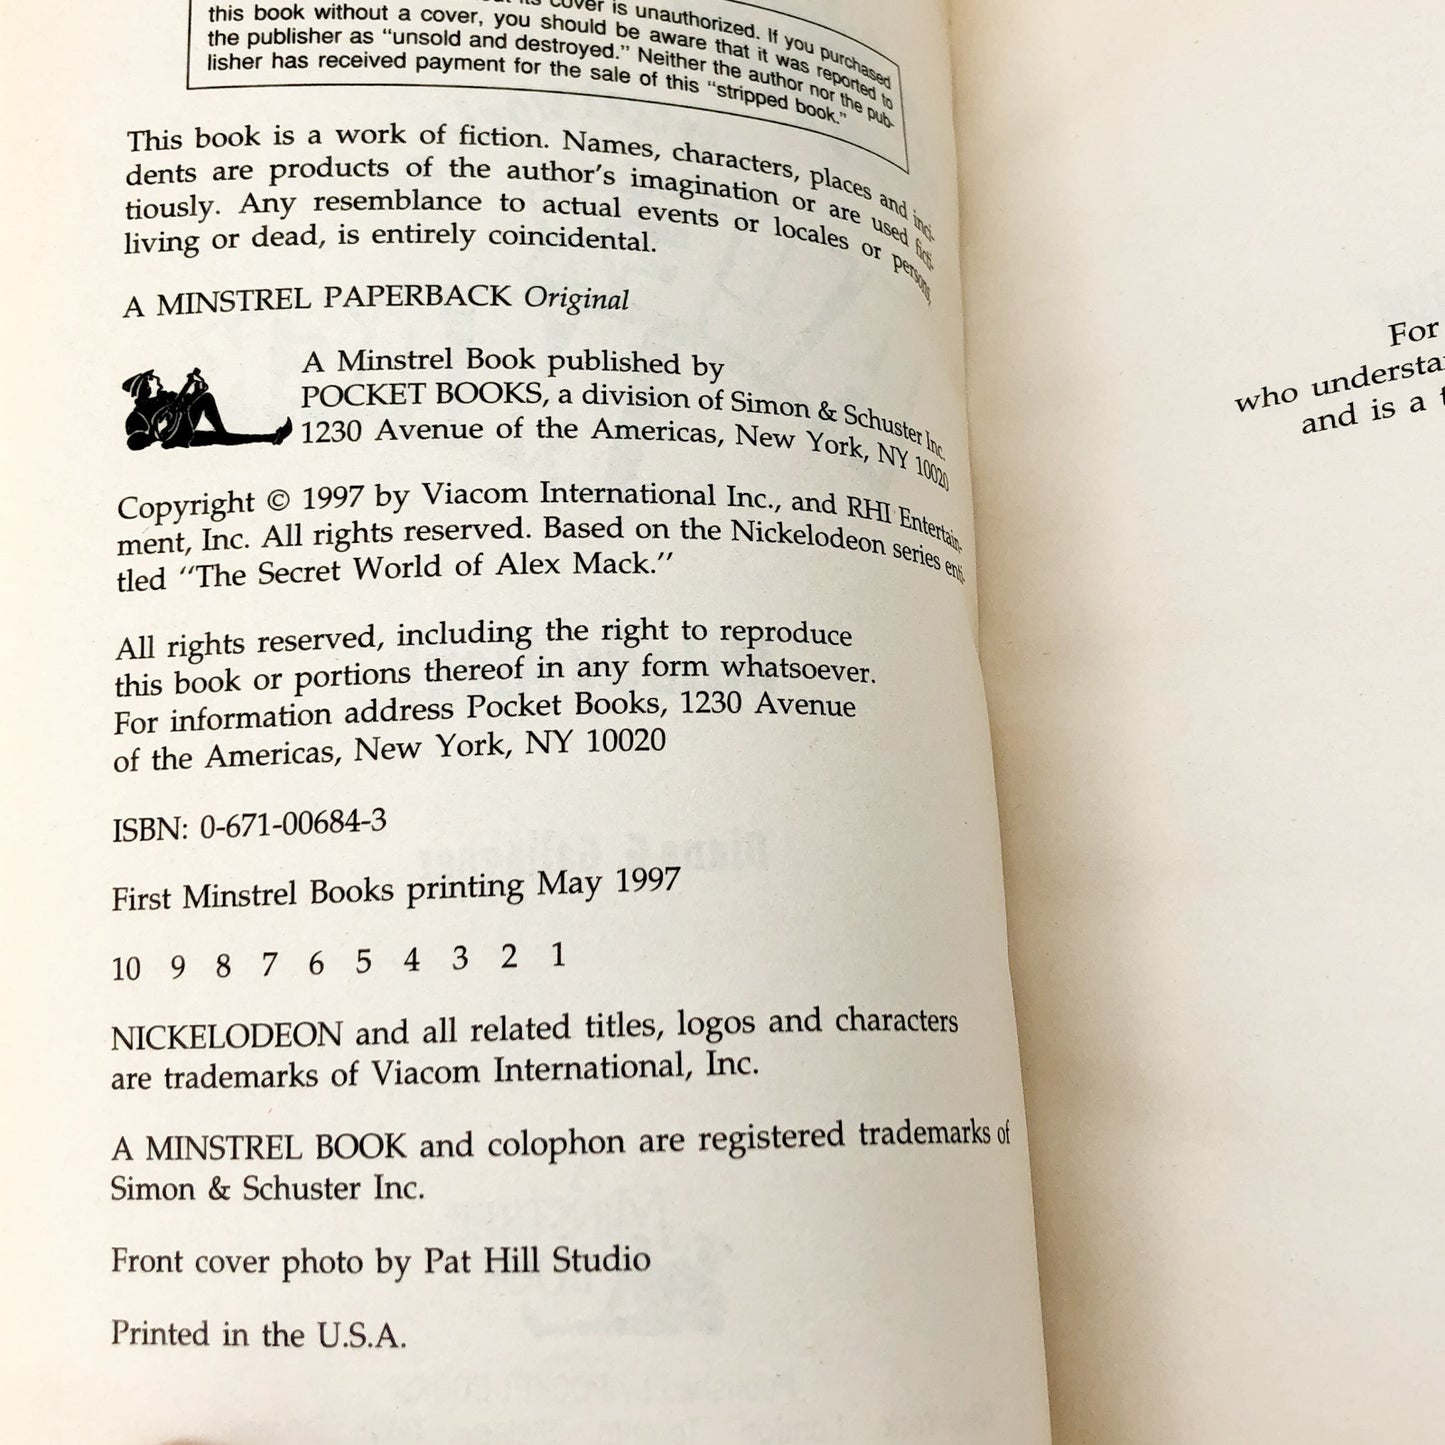 its cover is unauthorized. If you purchased
this book without a cover, you should be aware that it was reported to
the publisher as “unsold and destroyed.” Neither the author nor the pub-
lisher has received payment for the sale of this “stripped book.”
This book is a work of fiction. Names, characters, places and inci-
dents are products of the author's imagination or are used ficti-
tiously. Any resemblance to actual events or locales or persons,
living or dead, is entirely coincidental.
A MINSTREL PAPERBACK Original
A Minstrel Book published by
POCKET BOOKS, a division of Simon & Schuster Inc.
1230 Avenue of the Americas, New York, NY 10020
Copyright © 1997 by Viacom International Inc., and RHI Entertain-
ment, Inc. All rights reserved. Based on the Nickelodeon series enti-
tled “The Secret World of Alex Mack.”
All rights reserved, including the right to reproduce
this book or portions thereof in any form whatsoever.
For information address Pocket Books, 1230 Avenue
of the Americas, New York, NY 10020
ISBN: 0-671-00684-3
First Minstrel Books printing May 1997
10 9 8 7 6 5 4 3 2 1
NICKELODEON and all related titles, logos and characters
are trademarks of Viacom International, Inc.
A MINSTREL BOOK and colophon are registered trademarks of
Simon & Schuster Inc.
Front cover photo by Pat Hill Studio
Printed in the U.S.A.
For
who understa
and is a